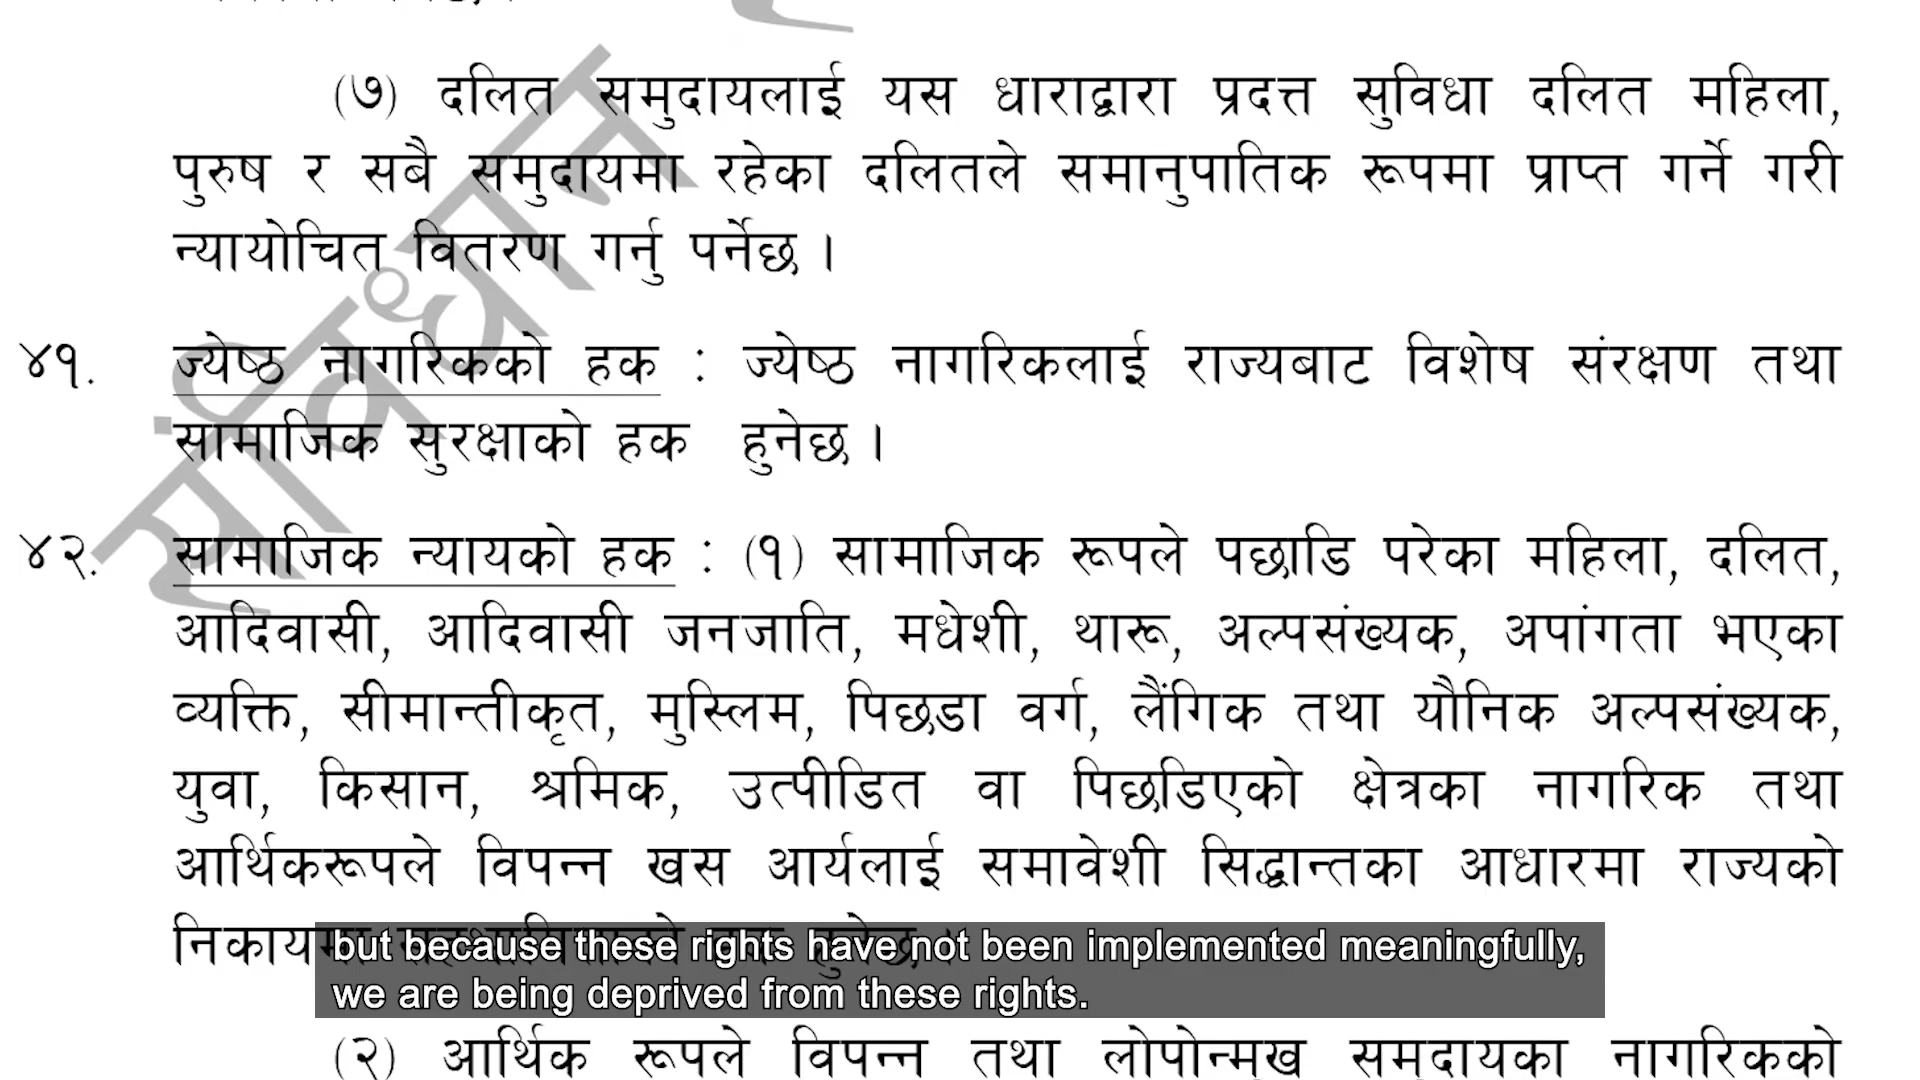 (७) दलित समुदायलाई यस धाराद्वारा प्रदत्त सुविधा दलित महिला,
पुरुष र सबै समुदायमा रहेका दलितले समानुपातिक रूपमा प्राप्त गर्ने गरी
न्यायोचित वितरण गर्नु पर्नेछ ।
४१. ज्येष्ठ नागरिकको हक : ज्येष्ठ नागरिकलाई राज्यबाट विशेष संरक्षण तथा
सामाजिक सुरक्षाको हक हुनेछ ।
४२. सामाजिक न्यायको हक : (१) सामाजिक रूपले पछाडि परेका महिला, दलित,
आदिवासी, आदिवासी जनजाति, मधेशी, थारू, अल्पसंख्यक, अपांगता भएका
व्यक्ति, सीमान्तीकृत, मुस्लिम, पिछडा वर्ग, लैंगिक तथा यौनिक अल्पसंख्यक,
युवा, किसान, श्रमिक, उत्पीडित वा पिछडिएको क्षेत्रका नागरिक तथा
आर्थिकरूपले विपन्न खस आर्यलाई समावेशी सिद्धान्तका आधारमा राज्यको
हुनेछ ।
but because these rights have not been implemented meaningfully,
we are being deprived from these rights.
(२) आर्थिक रूपले विपन्न तथा लोपोन्मुख समुदायका नागरिकको
संविधान